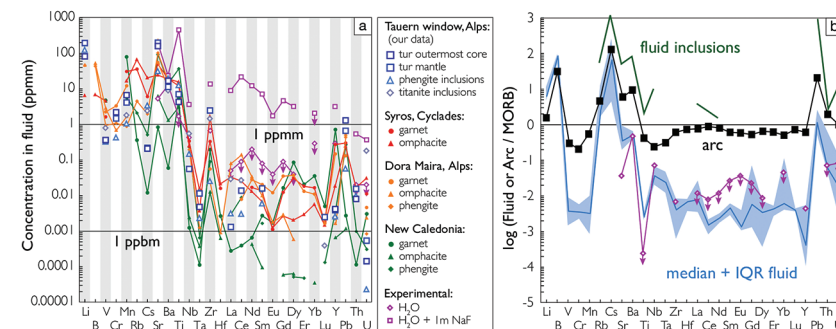 1000
100
10
1
0.1
0.01
0.001
0.0001
0.00001
Concentration in fluid (ppmm)
a
1 ppmm
1 ppbm
Li V Mn Cs Ba Nb Zr La Nd Eu Dy Yb Y Th
B Cr Rb Sr Ti Ta Hf Ce Sm Gd Er Lu Pb U
Tauern window, Alps:
(our data)
tur outermost core
tur mantle
phengite inclusions
titanite inclusions
Syros, Cyclades:
garnet
omphacite
Dora Maira, Alps:
garnet
omphacite
phengite
New Caledonia:
garnet
omphacite
phengite
Experimental:
H2O
H2O + 1m NaF
3
2
1
0
-1
-2
-3
-4
-5
log (Fluid or Arc / MORB)
b
fluid inclusions
arc
median + IQR fluid
Li V Mn Cs Ba Nb Zr La Nd Eu Dy Yb Y Th
B Cr Rb Sr Ti Ta Hf Ce Sm Gd Er Lu Pb